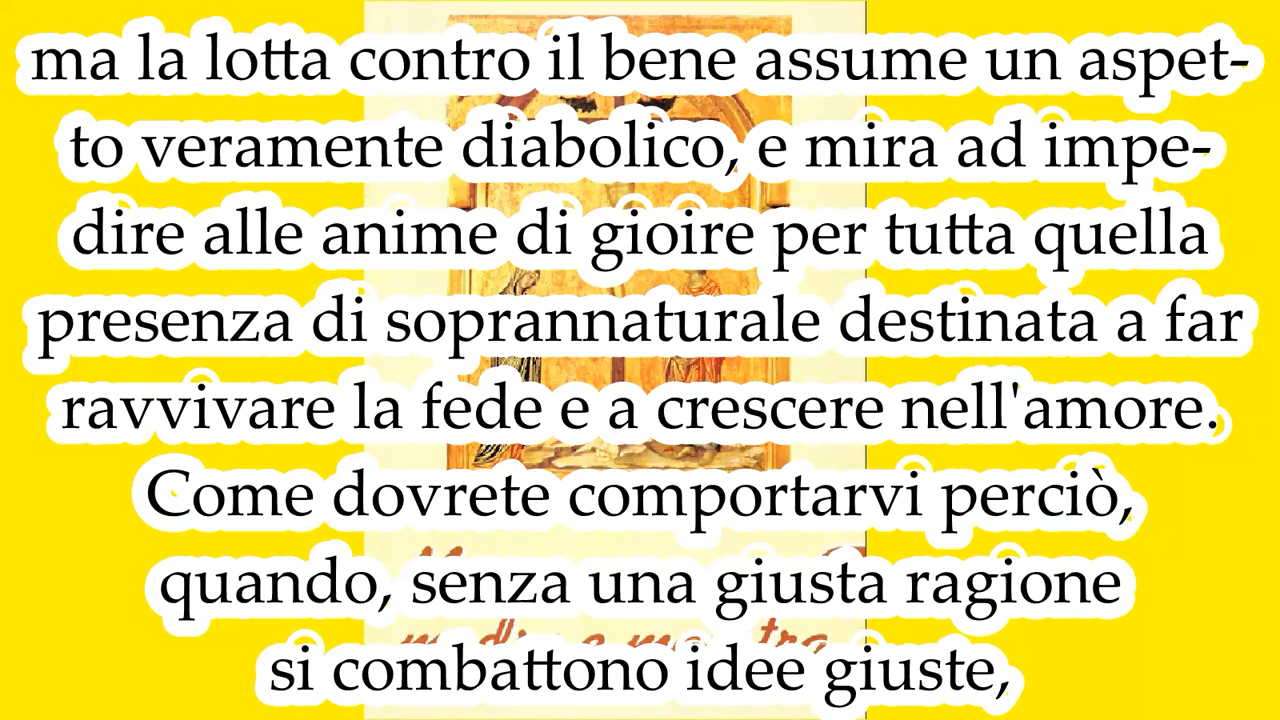 ma la lotta contro il bene assume un aspet-
to veramente diabolico, e mira ad impe-
dire alle anime di gioire per tutta quella
presenza di soprannaturale destinata a far
ravvivare la fede e a crescere nell'amore.
Come dovrete comportarvi perciò,
quando, senza una giusta ragione
si combattono idee giuste,